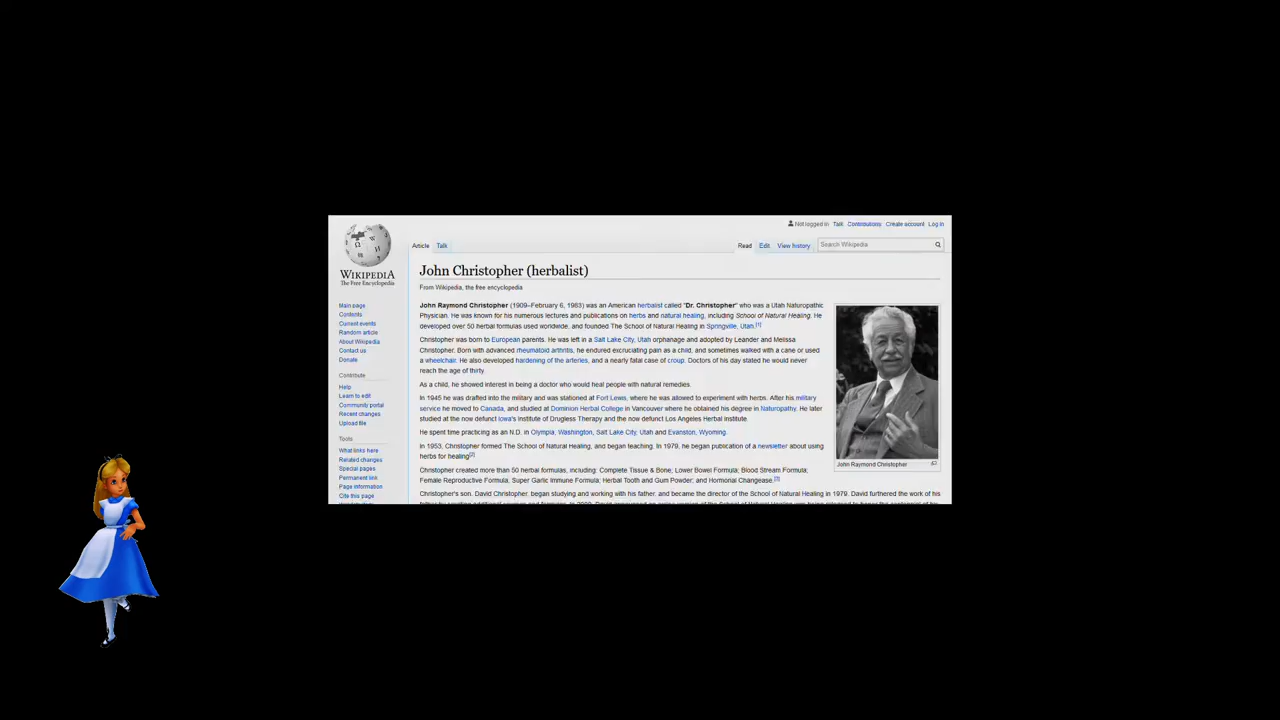 Not logged in Talk Contributions Create account Log in
Article Talk Read Edit View history Search Wikipedia
WIKIPEDIA
The Free Encyclopedia
Main page
Contents
Current events
Random article
About Wikipedia
Contact us
Donate
Contribute
Help
Learn to edit
Community portal
Recent changes
Upload file
Tools
What links here
Related changes
Special pages
Permanent link
Page information
Cite this page
John Christopher (herbalist)
From Wikipedia, the free encyclopedia
John Raymond Christopher (1909–February 6, 1983) was an American herbalist called "Dr. Christopher" who was a Utah Naturopathic
Physician. He was known for his numerous lectures and publications on herbs and natural healing, including School of Natural Healing. He
developed over 50 herbal formulas used worldwide, and founded The School of Natural Healing in Springville, Utah.[1]
Christopher was born to European parents. He was left in a Salt Lake City, Utah orphanage and adopted by Leander and Melissa
Christopher. Born with advanced rheumatoid arthritis, he endured excruciating pain as a child, and sometimes walked with a cane or used
a wheelchair. He also developed hardening of the arteries, and a nearly fatal case of croup. Doctors of his day stated he would never
reach the age of thirty.
As a child, he showed interest in being a doctor who would heal people with natural remedies.
In 1945 he was drafted into the military and was stationed at Fort Lewis, where he was allowed to experiment with herbs. After his military
service he moved to Canada, and studied at Dominion Herbal College in Vancouver where he obtained his degree in Naturopathy. He later
studied at the now defunct Iowa's Institute of Drugless Therapy and the now defunct Los Angeles Herbal Institute.
He spent time practicing as an N.D. in Olympia, Washington, Salt Lake City, Utah and Evanston, Wyoming.
In 1953, Christopher formed The School of Natural Healing, and began teaching. In 1979, he began publication of a newsletter about using
herbs for healing[2]
Christopher created more than 50 herbal formulas, including: Complete Tissue & Bone; Lower Bowel Formula; Blood Stream Formula;
Female Reproductive Formula, Super Garlic Immune Formula; Herbal Tooth and Gum Powder; and Hormonal Changease.[3]
Christopher's son. David Christopher, began studying and working with his father, and became the director of the School of Natural Healing in 1979. David furthered the work of his
John Raymond Christopher